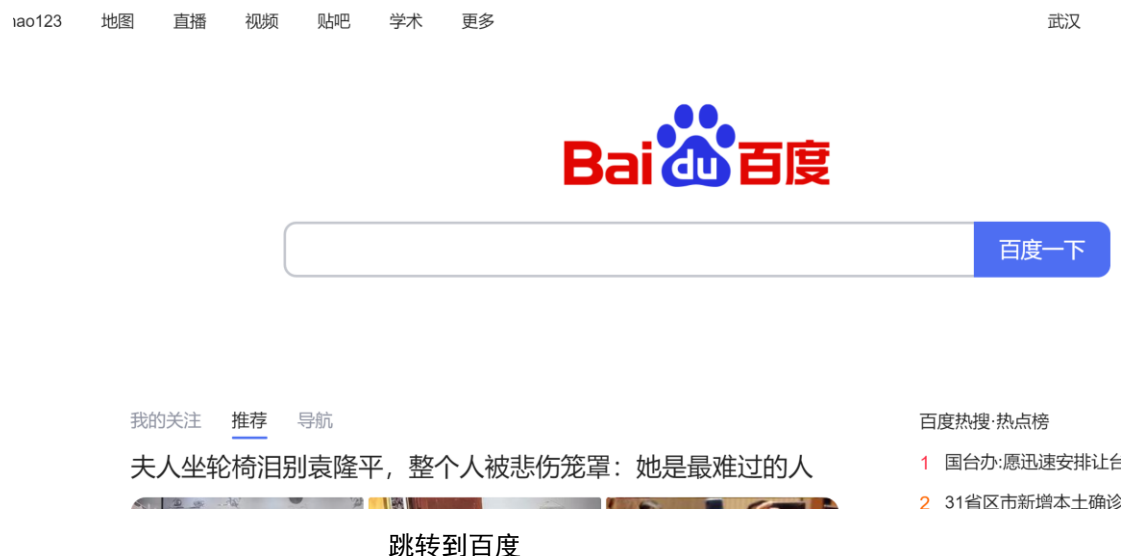 hao123 地图 直播 视频 贴吧 学术 更多 武汉
Bai du 百度
百度一下
我的关注 推荐 导航
百度热搜·热点榜
夫人坐轮椅泪别袁隆平，整个人被悲伤笼罩：她是最难过的人
1 国台办:愿迅速安排让台
2 31省区市新增本土确诊
跳转到百度